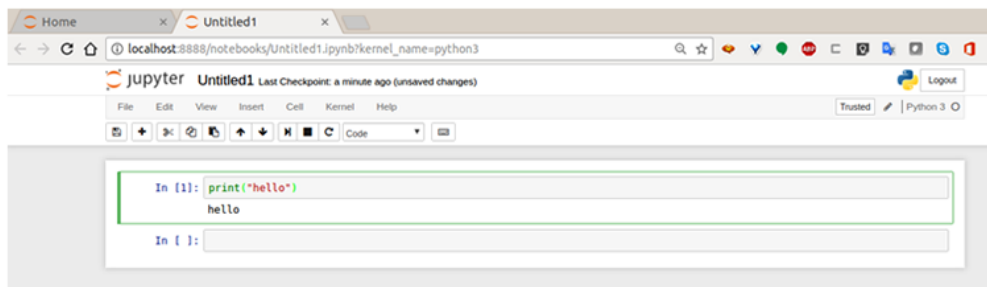 Home
Untitled1
localhost:8888/notebooks/Untitled1.ipynb?kernel_name=python3
jupyter Untitled1 Last Checkpoint: a minute ago (unsaved changes)
Logout
File Edit View Insert Cell Kernel Help
Trusted
Python 3
Code
In [1]: print("hello")
hello
In [ ]: